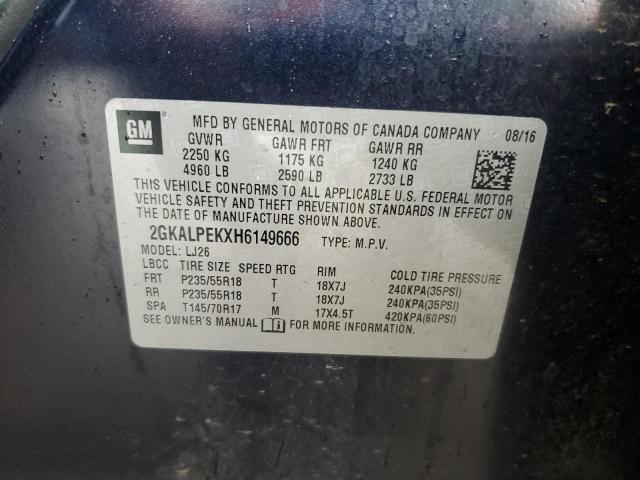 GM
MFD BY GENERAL MOTORS OF CANADA COMPANY 08/16
GVWR GAWR FRT GAWR RR
2250 KG 1175 KG 1240 KG
4960 LB 2590 LB 2733 LB
THIS VEHICLE CONFORMS TO ALL APPLICABLE U.S. FEDERAL MOTOR
VEHICLE SAFETY AND THEFT PREVENTION STANDARDS IN EFFECT ON
THE DATE OF MANUFACTURE SHOWN ABOVE.
2GKALPEKXH6149666 TYPE: M.P.V.
MODEL: LJ26
LBCC TIRE SIZE SPEED RTG RIM COLD TIRE PRESSURE
FRT P235/55R18 T 18X7J 240KPA(35PSI)
RR P235/55R18 T 18X7J 240KPA(35PSI)
SPA T145/70R17 M 17X4.5T 420KPA(60PSI)
SEE OWNER'S MANUAL FOR MORE INFORMATION.